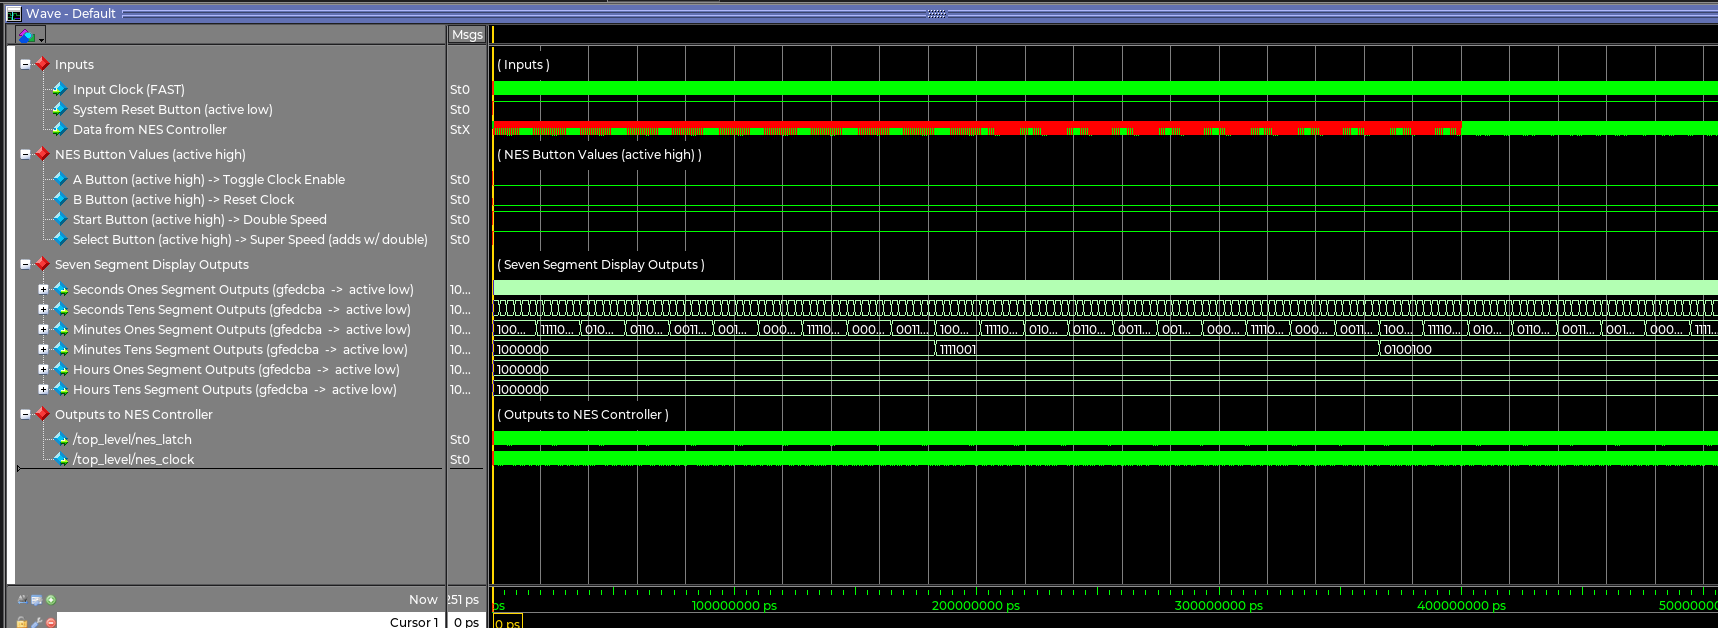 Wave - Default
Msgs
Inputs
( Inputs )
Input Clock (FAST) St0
System Reset Button (active low) St0
Data from NES Controller StX
NES Button Values (active high)
( NES Button Values (active high) )
A Button (active high) -> Toggle Clock Enable St0
B Button (active high) -> Reset Clock St0
Start Button (active high) -> Double Speed St0
Select Button (active high) -> Super Speed (adds w/ double) St0
Seven Segment Display Outputs
( Seven Segment Display Outputs )
Seconds Ones Segment Outputs (gfedcba -> active low) 10...
Seconds Tens Segment Outputs (gfedcba -> active low) 10...
Minutes Ones Segment Outputs (gfedcba -> active low) 10... 100... 11110... 010... 0110... 0011... 001... 000... 11110... 000... 0011... 100... 11110... 010... 0110... 0011... 001... 000... 11110... 000... 0011... 100... 11110... 010... 0110... 0011... 001... 000... 1111...
Minutes Tens Segment Outputs (gfedcba -> active low) 10... 1000000 1111001 0100100
Hours Ones Segment Outputs (gfedcba -> active low) 10... 1000000
Hours Tens Segment Outputs (gfedcba -> active low) 10... 1000000
Outputs to NES Controller
( Outputs to NES Controller )
/top_level/nes_latch St0
/top_level/nes_clock St0
Now 251 ps ps 100000000 ps 200000000 ps 300000000 ps 400000000 ps 50000000
Cursor 1 0 ps 0 ps